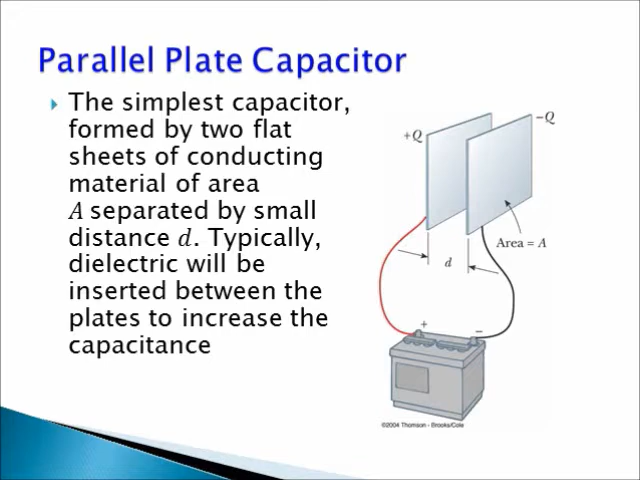 Parallel Plate Capacitor
The simplest capacitor,
formed by two flat
sheets of conducting
material of area
A separated by small
distance d. Typically,
dielectric will be
inserted between the
plates to increase the
capacitance
−Q
+Q
Area = A
d
+ −
©2004 Thomson - Brooks/Cole